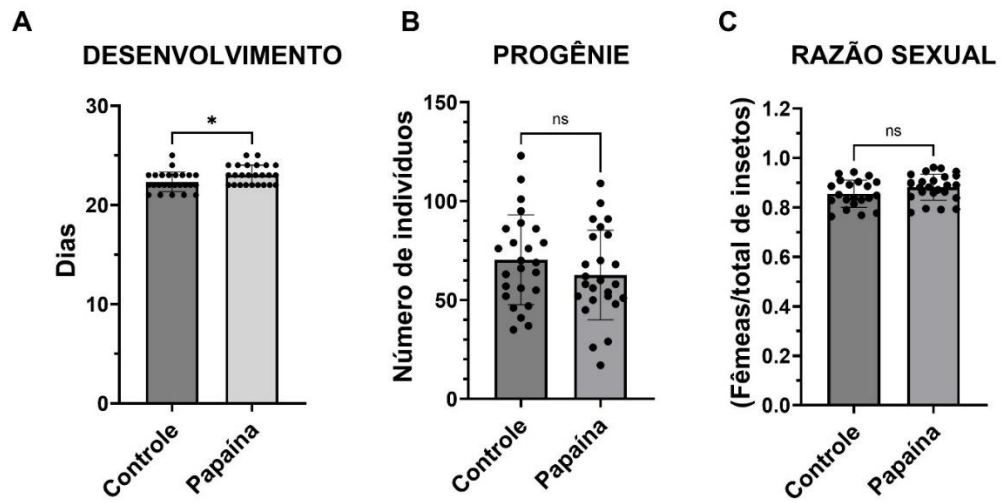 A
DESENVOLVIMENTO
Dias
30
20
10
0
*
Controle
Papaína
B
PROGÊNIE
Número de indivíduos
150
100
50
0
ns
Controle
Papaína
C
RAZÃO SEXUAL
(Fêmeas/total de insetos)
1.2
1.0
0.8
0.6
0.4
0.2
0.0
ns
Controle
Papaína